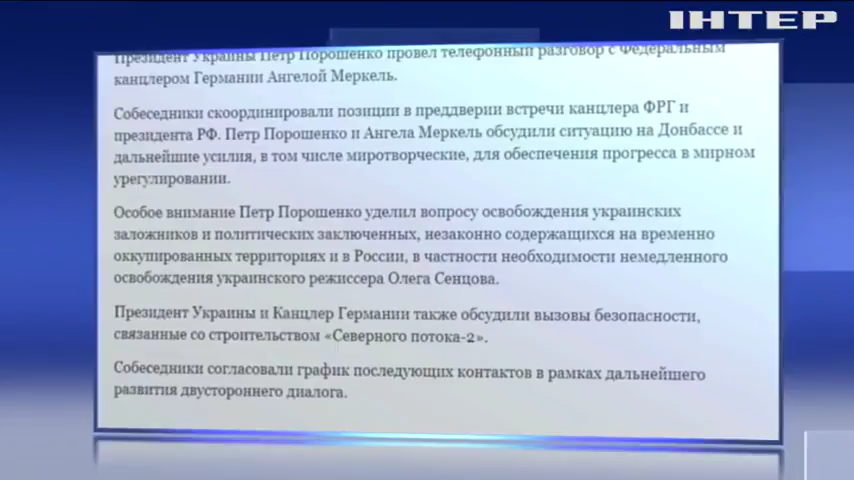 ІНТЕР
Президент Украины Петр Порошенко провел телефонный разговор с Федеральным
канцлером Германии Ангелой Меркель.
Собеседники скоординировали позиции в преддверии встречи канцлера ФРГ и
президента РФ. Петр Порошенко и Ангела Меркель обсудили ситуацию на Донбассе и
дальнейшие усилия, в том числе миротворческие, для обеспечения прогресса в мирном
урегулировании.
Особое внимание Петр Порошенко уделил вопросу освобождения украинских
заложников и политических заключенных, незаконно содержащихся на временно
оккупированных территориях и в России, в частности необходимости немедленного
освобождения украинского режиссера Олега Сенцова.
Президент Украины и Канцлер Германии также обсудили вызовы безопасности,
связанные со строительством «Северного потока-2».
Собеседники согласовали график последующих контактов в рамках дальнейшего
развития двустороннего диалога.